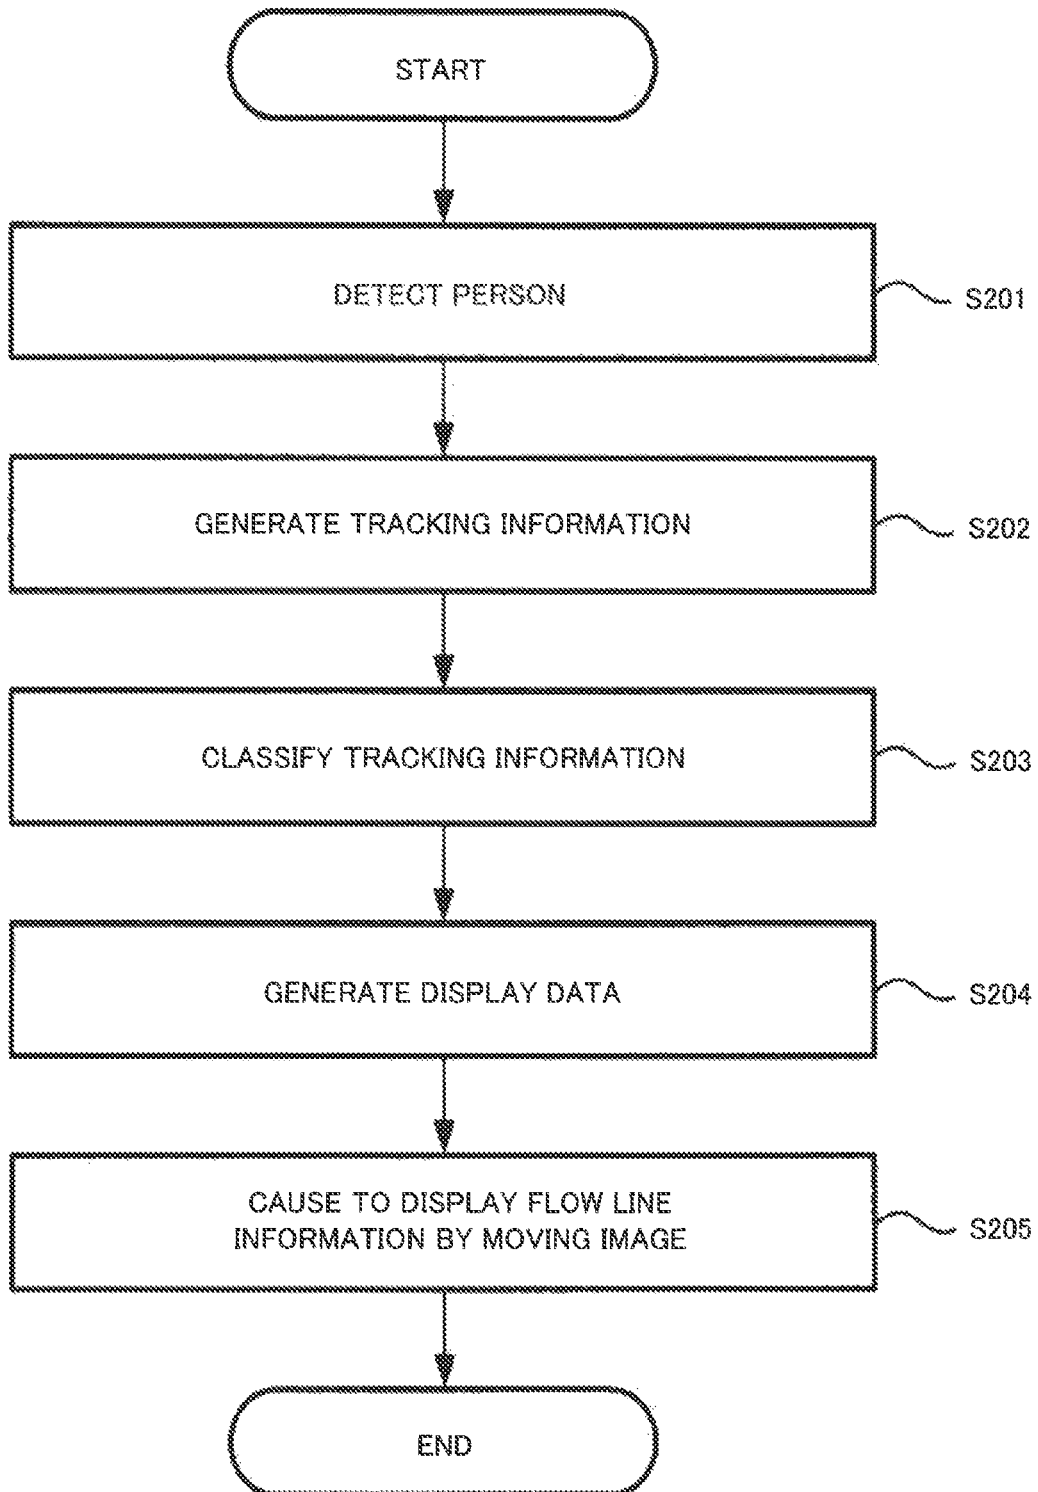 START
DETECT PERSON
S201
GENERATE TRACKING INFORMATION
S202
CLASSIFY TRACKING INFORMATION
S203
GENERATE DISPLAY DATA
S204
CAUSE TO DISPLAY FLOW LINE
INFORMATION BY MOVING IMAGE
S205
END